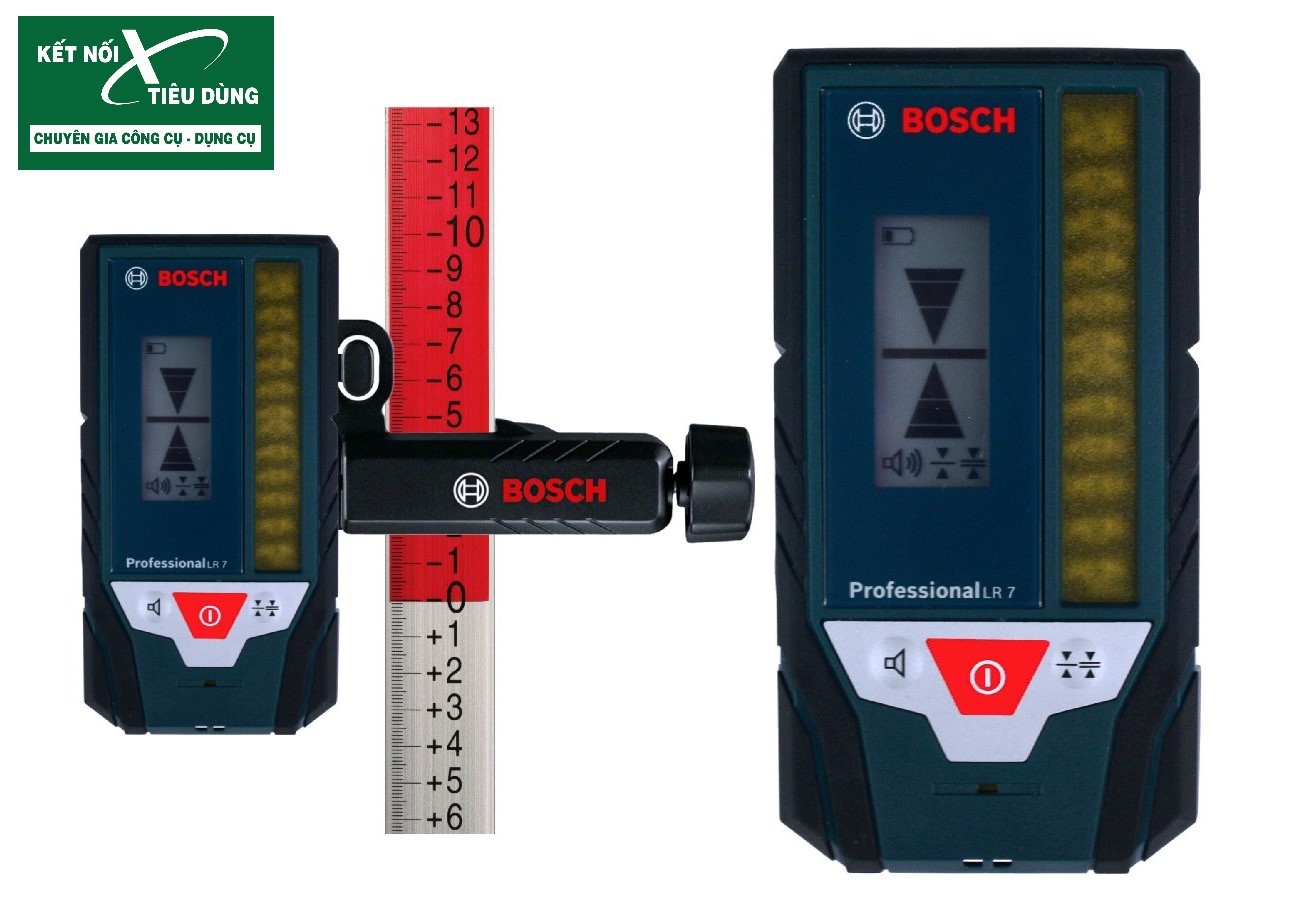 KẾT NỐI
TIÊU DÙNG
CHUYÊN GIA CÔNG CỤ - DỤNG CỤ
BOSCH
Professional LR 7
-13
-12
-11
-10
-9
-8
-7
-6
-5
BOSCH
-1
-0
+1
+2
+3
+4
+5
+6
BOSCH
Professional LR 7